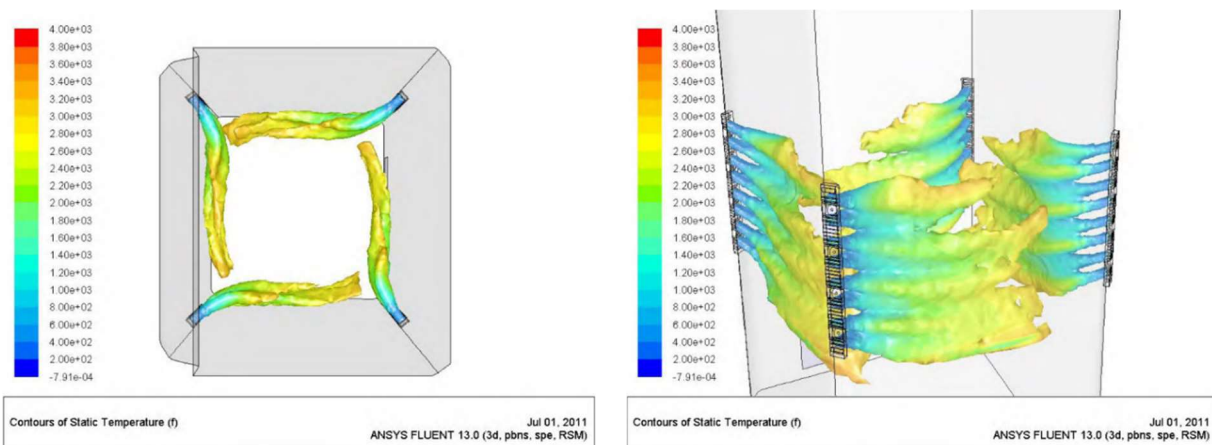 4.00e+03
3.80e+03
3.60e+03
3.40e+03
3.20e+03
3.00e+03
2.80e+03
2.60e+03
2.40e+03
2.20e+03
2.00e+03
1.80e+03
1.60e+03
1.40e+03
1.20e+03
1.00e+03
8.00e+02
6.00e+02
4.00e+02
2.00e+02
-7.91e-04
Contours of Static Temperature (f)
Jul 01, 2011
ANSYS FLUENT 13.0 (3d, pbns, spe, RSM)
4.00e+03
3.80e+03
3.60e+03
3.40e+03
3.20e+03
3.00e+03
2.80e+03
2.60e+03
2.40e+03
2.20e+03
2.00e+03
1.80e+03
1.60e+03
1.40e+03
1.20e+03
1.00e+03
8.00e+02
6.00e+02
4.00e+02
2.00e+02
-7.91e-04
Contours of Static Temperature (f)
Jul 01, 2011
ANSYS FLUENT 13.0 (3d, pbns, spe, RSM)